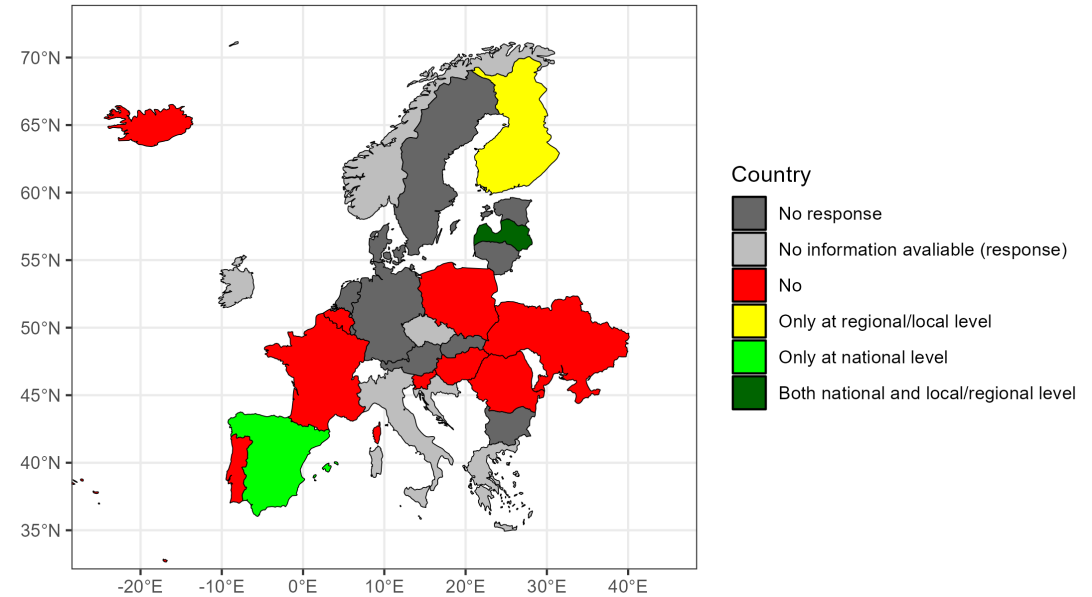 70°N
65°N
60°N
55°N
50°N
45°N
40°N
35°N
-20°E
-10°E
0°E
10°E
20°E
30°E
40°E
Country
No response
No information avaliable (response)
No
Only at regional/local level
Only at national level
Both national and local/regional level